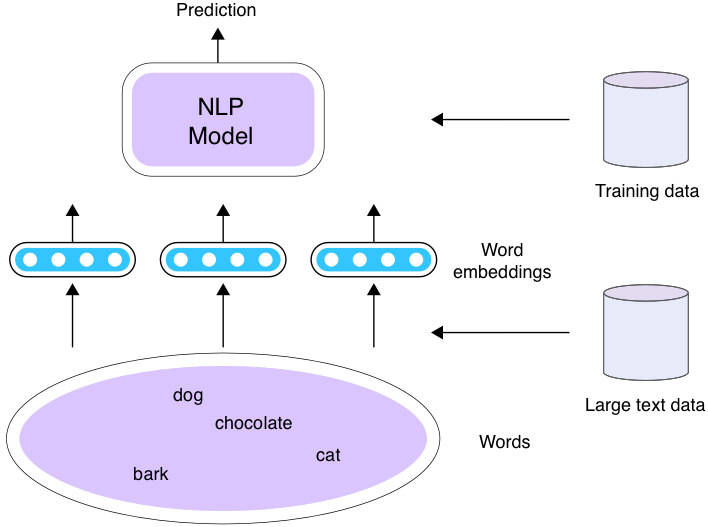 Prediction
NLP
Model
Training data
Word
embeddings
Large text data
dog
chocolate
Words
cat
bark